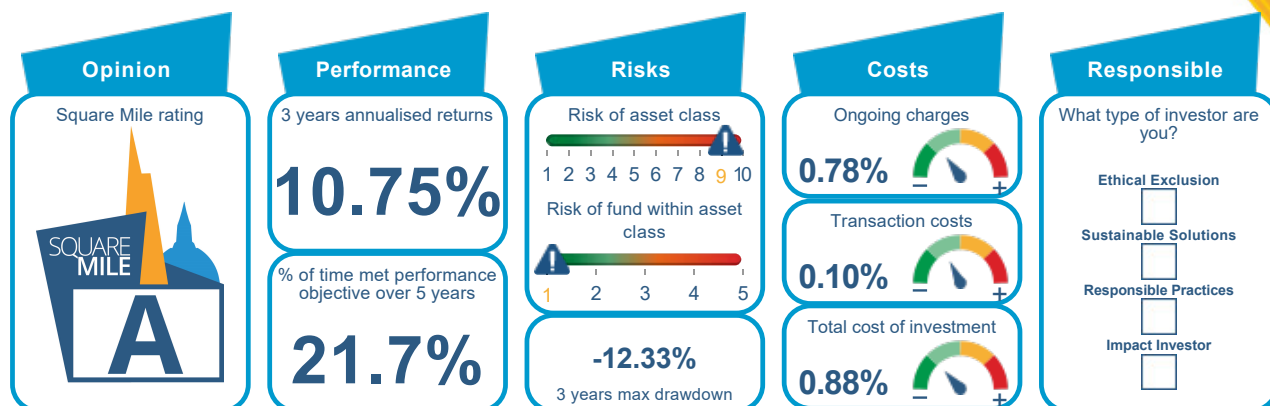 Opinion
Square Mile rating
SQUARE
MILE
A
Performance
3 years annualised returns
10.75%
% of time met performance
objective over 5 years
21.7%
Risks
Risk of asset class
1 2 3 4 5 6 7 8 9 10
Risk of fund within asset
class
1 2 3 4 5
-12.33%
3 years max drawdown
Costs
Ongoing charges
0.78%
− +
Transaction costs
0.10%
− +
Total cost of investment
0.88%
− +
Responsible
What type of investor are
you?
Ethical Exclusion
Sustainable Solutions
Responsible Practices
Impact Investor